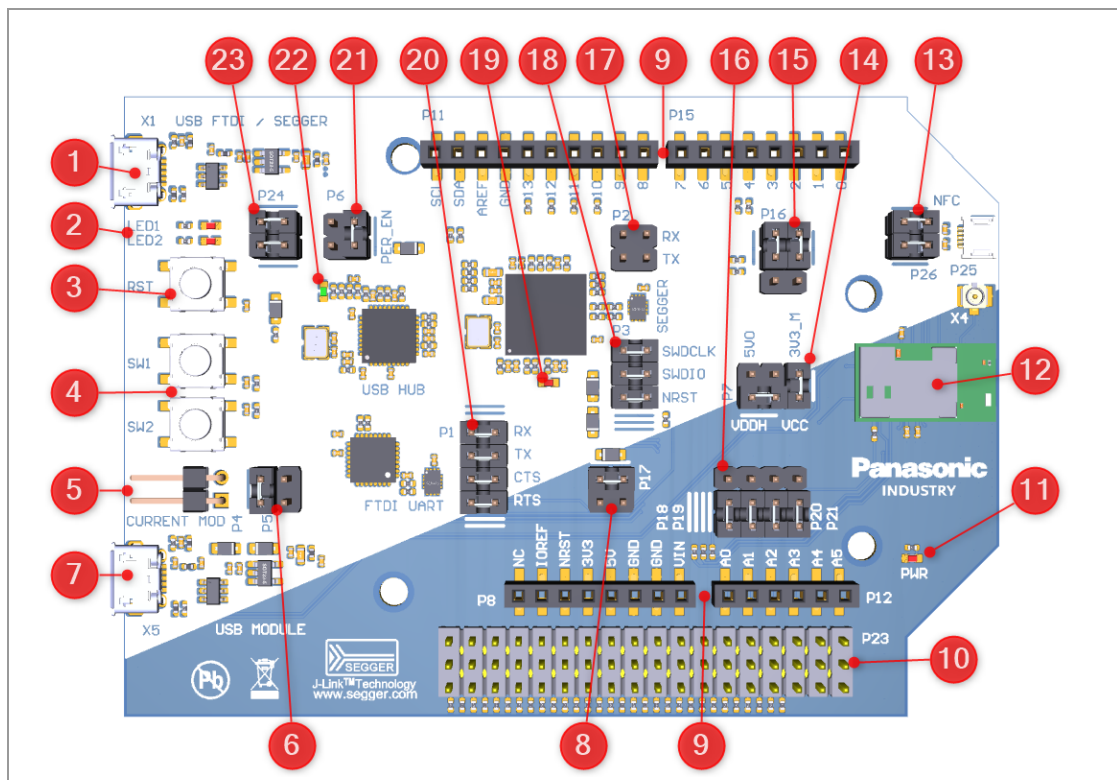 23
22
21
20
19
18
17
9
16
15
14
13
X1 USB FTDI / SEGGER
P11
P15
1
SCL
SDA
AREF
GND
13
12
11
10
9
8
7
6
5
4
3
2
1
0
P24
P6
PER_EN
P2
RX
TX
P16
NFC
P26
P25
2
LED1
LED2
3
RST
X4
SEGGER
P3
SWDCLK
SWDIO
NRST
5V0
3V3_M
P7
VDDH
VCC
12
4
SW1
SW2
USB HUB
P1
RX
TX
CTS
RTS
FTDI UART
5
CURRENT MOD
P4
P5
P17
P18
P19
P20
P21
Panasonic
INDUSTRY
11
PWR
7
X5
USB MODULE
NC
IOREF
NRST
3V3
5V
GND
GND
VIN
A0
A1
A2
A3
A4
A5
P8
P12
P23
10
Pb
SEGGER
J-Link™Technology
www.segger.com
6
8
9